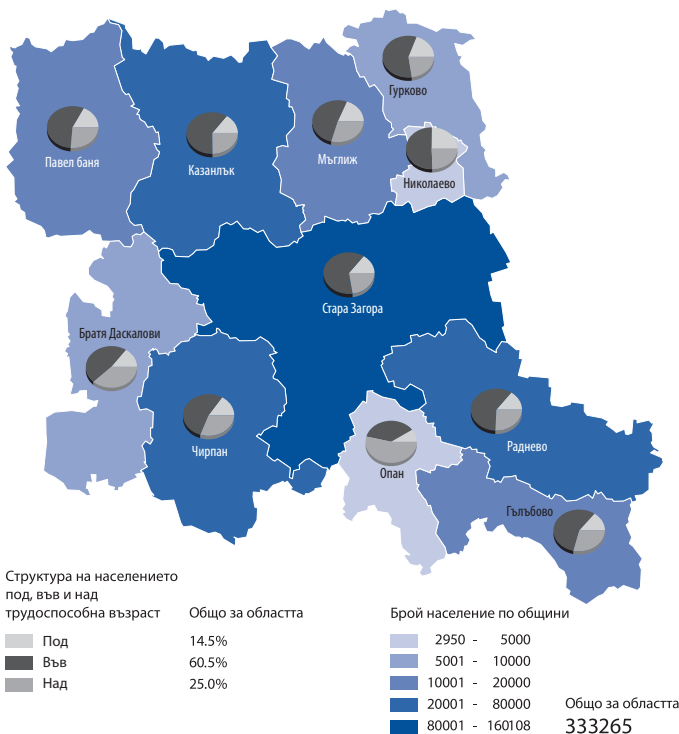 Гурково
Павел баня
Казанлък
Мъглиж
Николаево
Стара Загора
Братя Даскалови
Чирпан
Раднево
Опан
Гълъбово
Структура на населението
под, във и над
трудоспособна възраст Общо за областта
Под 14.5%
Във 60.5%
Над 25.0%
Брой население по общини
2950 - 5000
5001 - 10000
10001 - 20000
20001 - 80000
80001 - 160108
Общо за областта
333265